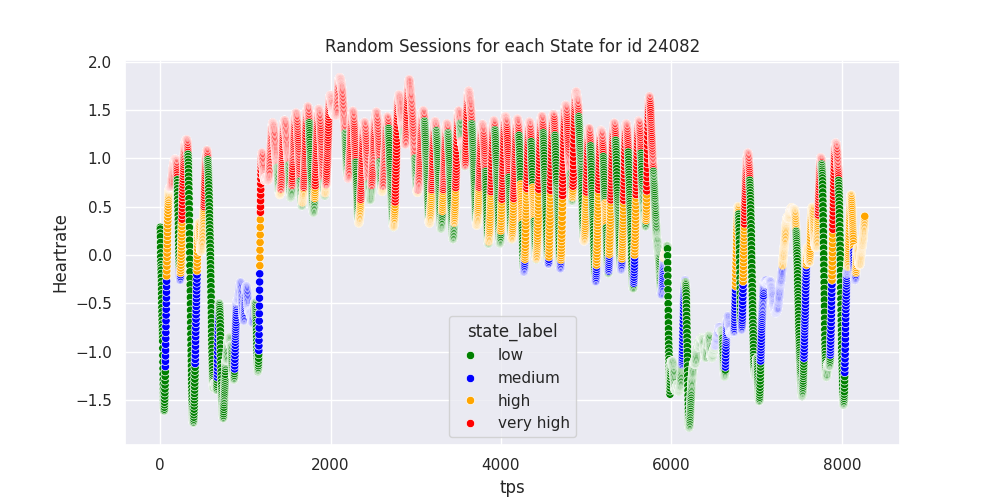 Random Sessions for each State for id 24082
2.0
1.5
1.0
0.5
0.0
−0.5
−1.0
−1.5
Heartrate
state_label
low
medium
high
very high
0 2000 4000 6000 8000
tps